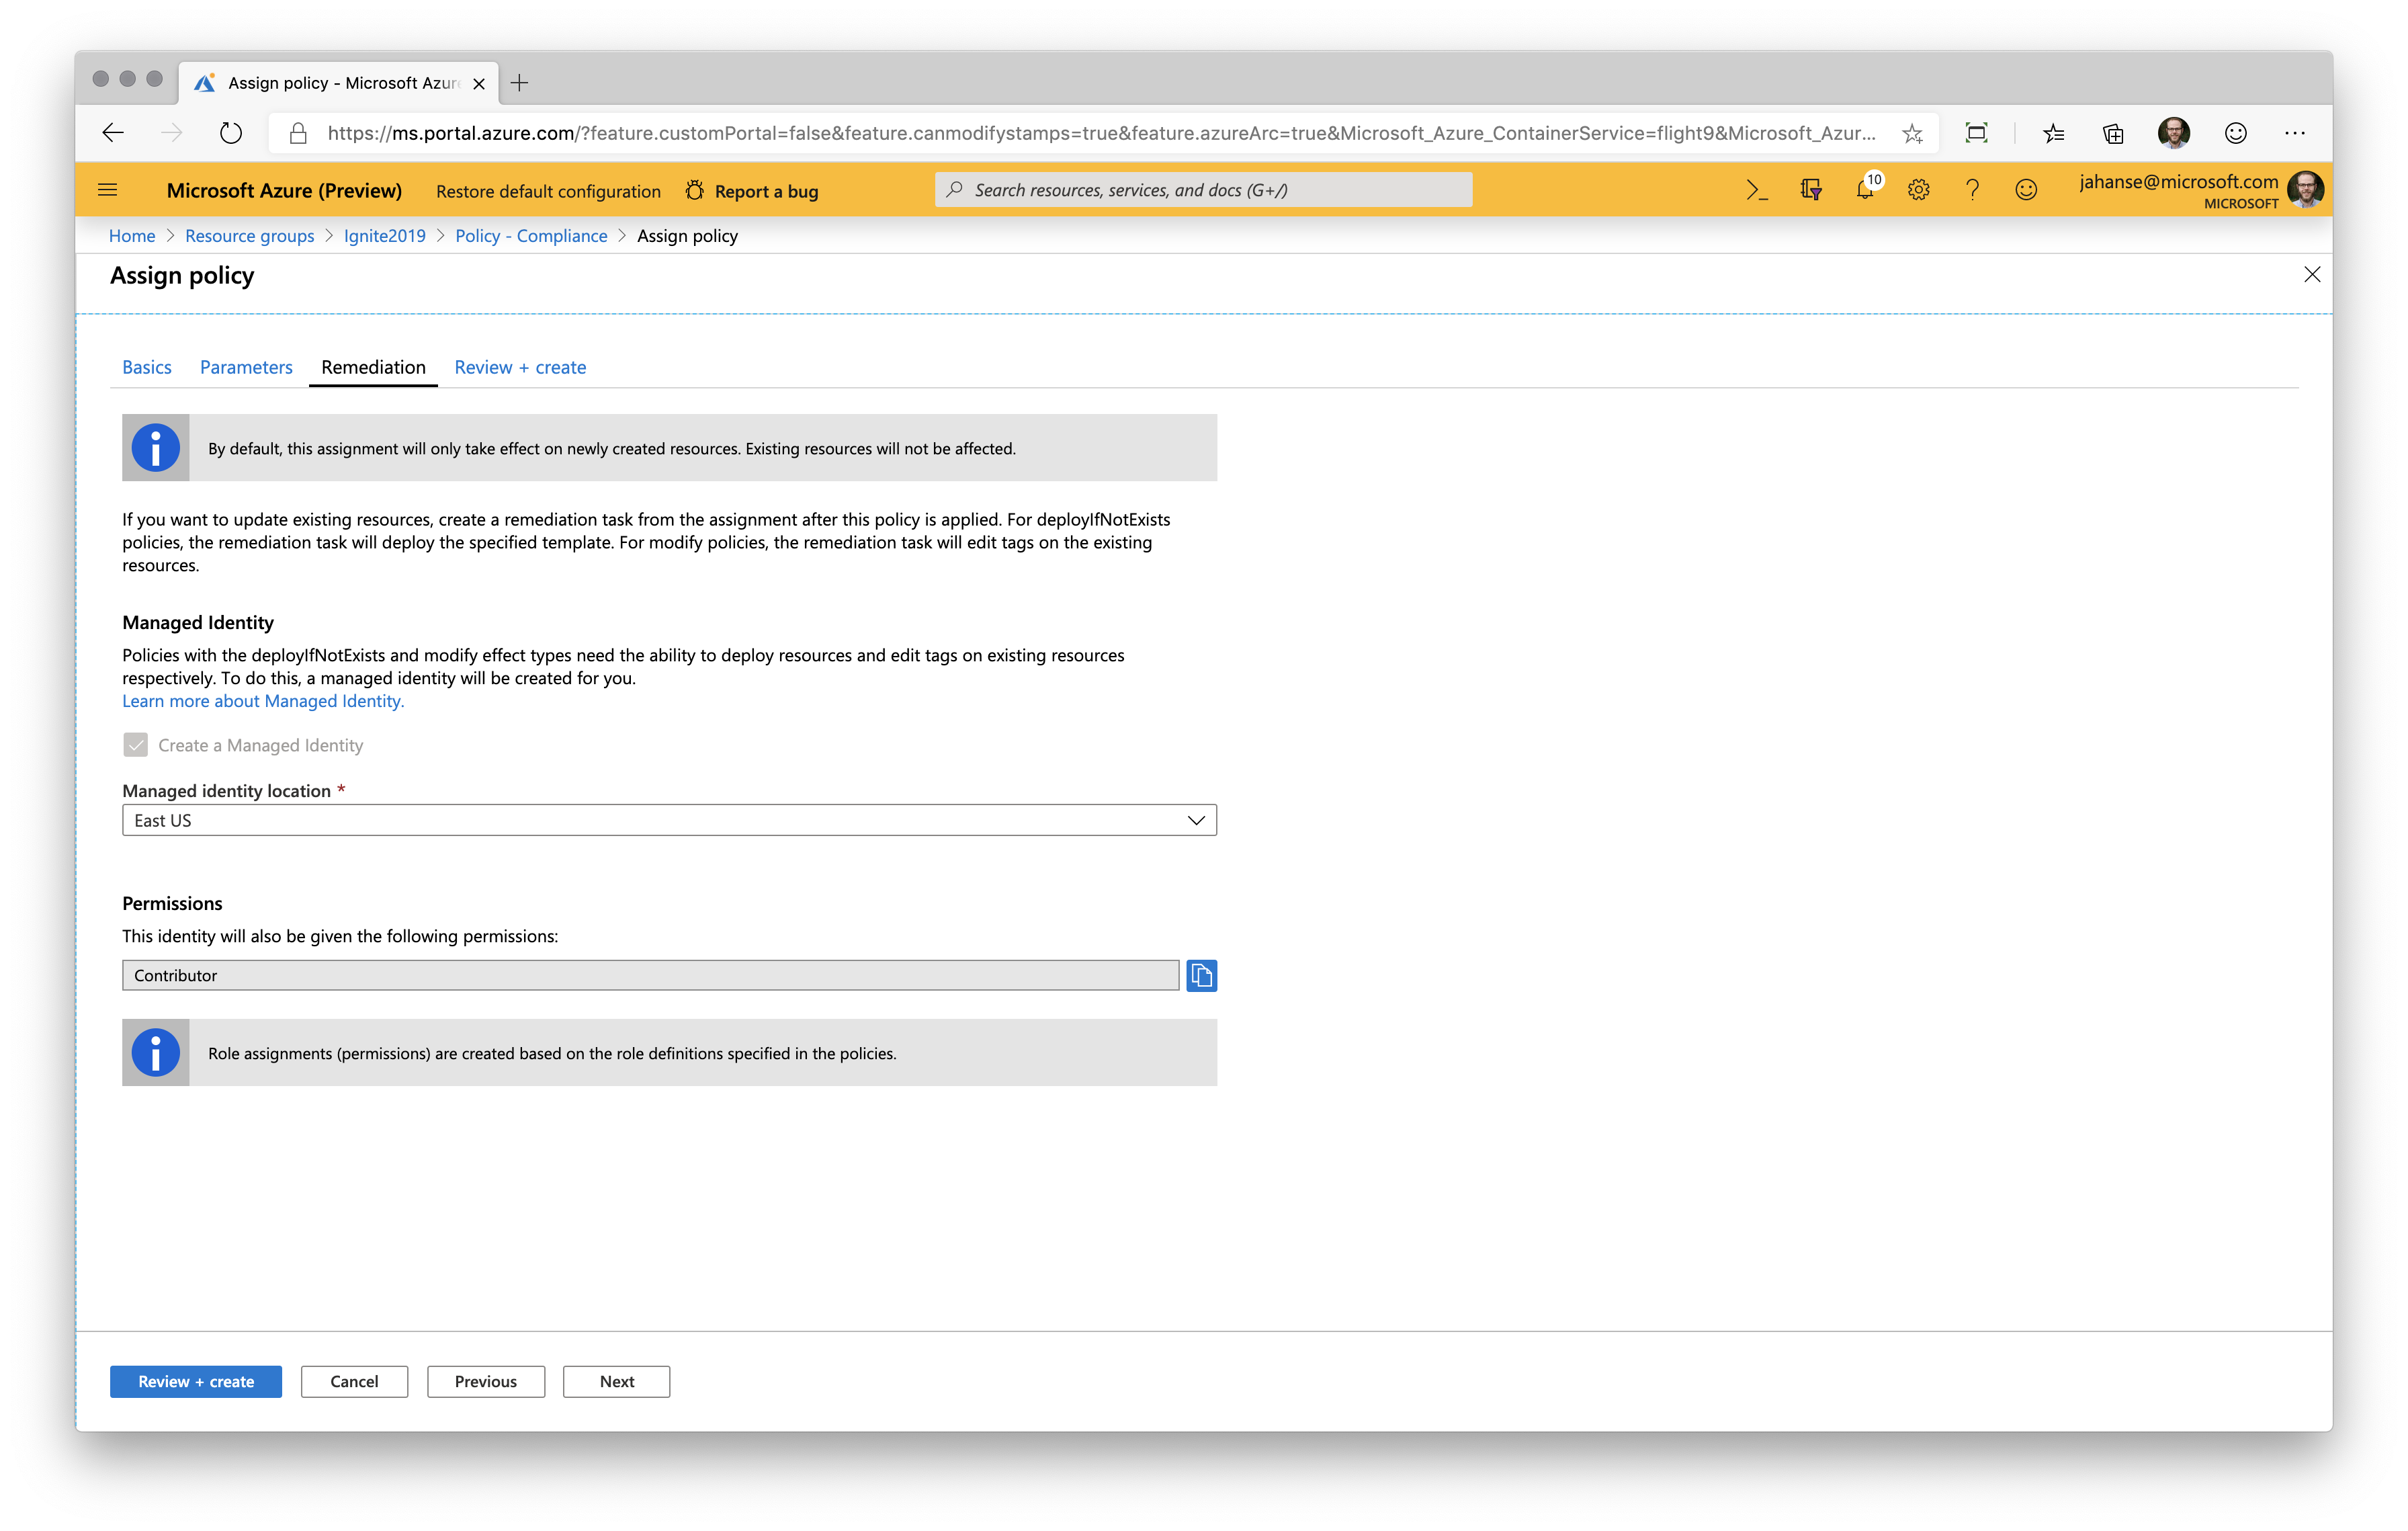 Assign policy - Microsoft Azur
https://ms.portal.azure.com/?feature.customPortal=false&feature.canmodifystamps=true&feature.azureArc=true&Microsoft_Azure_ContainerService=flight9&Microsoft_Azur...
Microsoft Azure (Preview) Restore default configuration Report a bug Search resources, services, and docs (G+/) 10 jahanse@microsoft.com
MICROSOFT
Home > Resource groups > Ignite2019 > Policy - Compliance > Assign policy
Assign policy
Basics Parameters Remediation Review + create
By default, this assignment will only take effect on newly created resources. Existing resources will not be affected.
If you want to update existing resources, create a remediation task from the assignment after this policy is applied. For deployIfNotExists
policies, the remediation task will deploy the specified template. For modify policies, the remediation task will edit tags on the existing
resources.
Managed Identity
Policies with the deployIfNotExists and modify effect types need the ability to deploy resources and edit tags on existing resources
respectively. To do this, a managed identity will be created for you.
Learn more about Managed Identity.
Create a Managed Identity
Managed identity location *
East US
Permissions
This identity will also be given the following permissions:
Contributor
Role assignments (permissions) are created based on the role definitions specified in the policies.
Review + create Cancel Previous Next